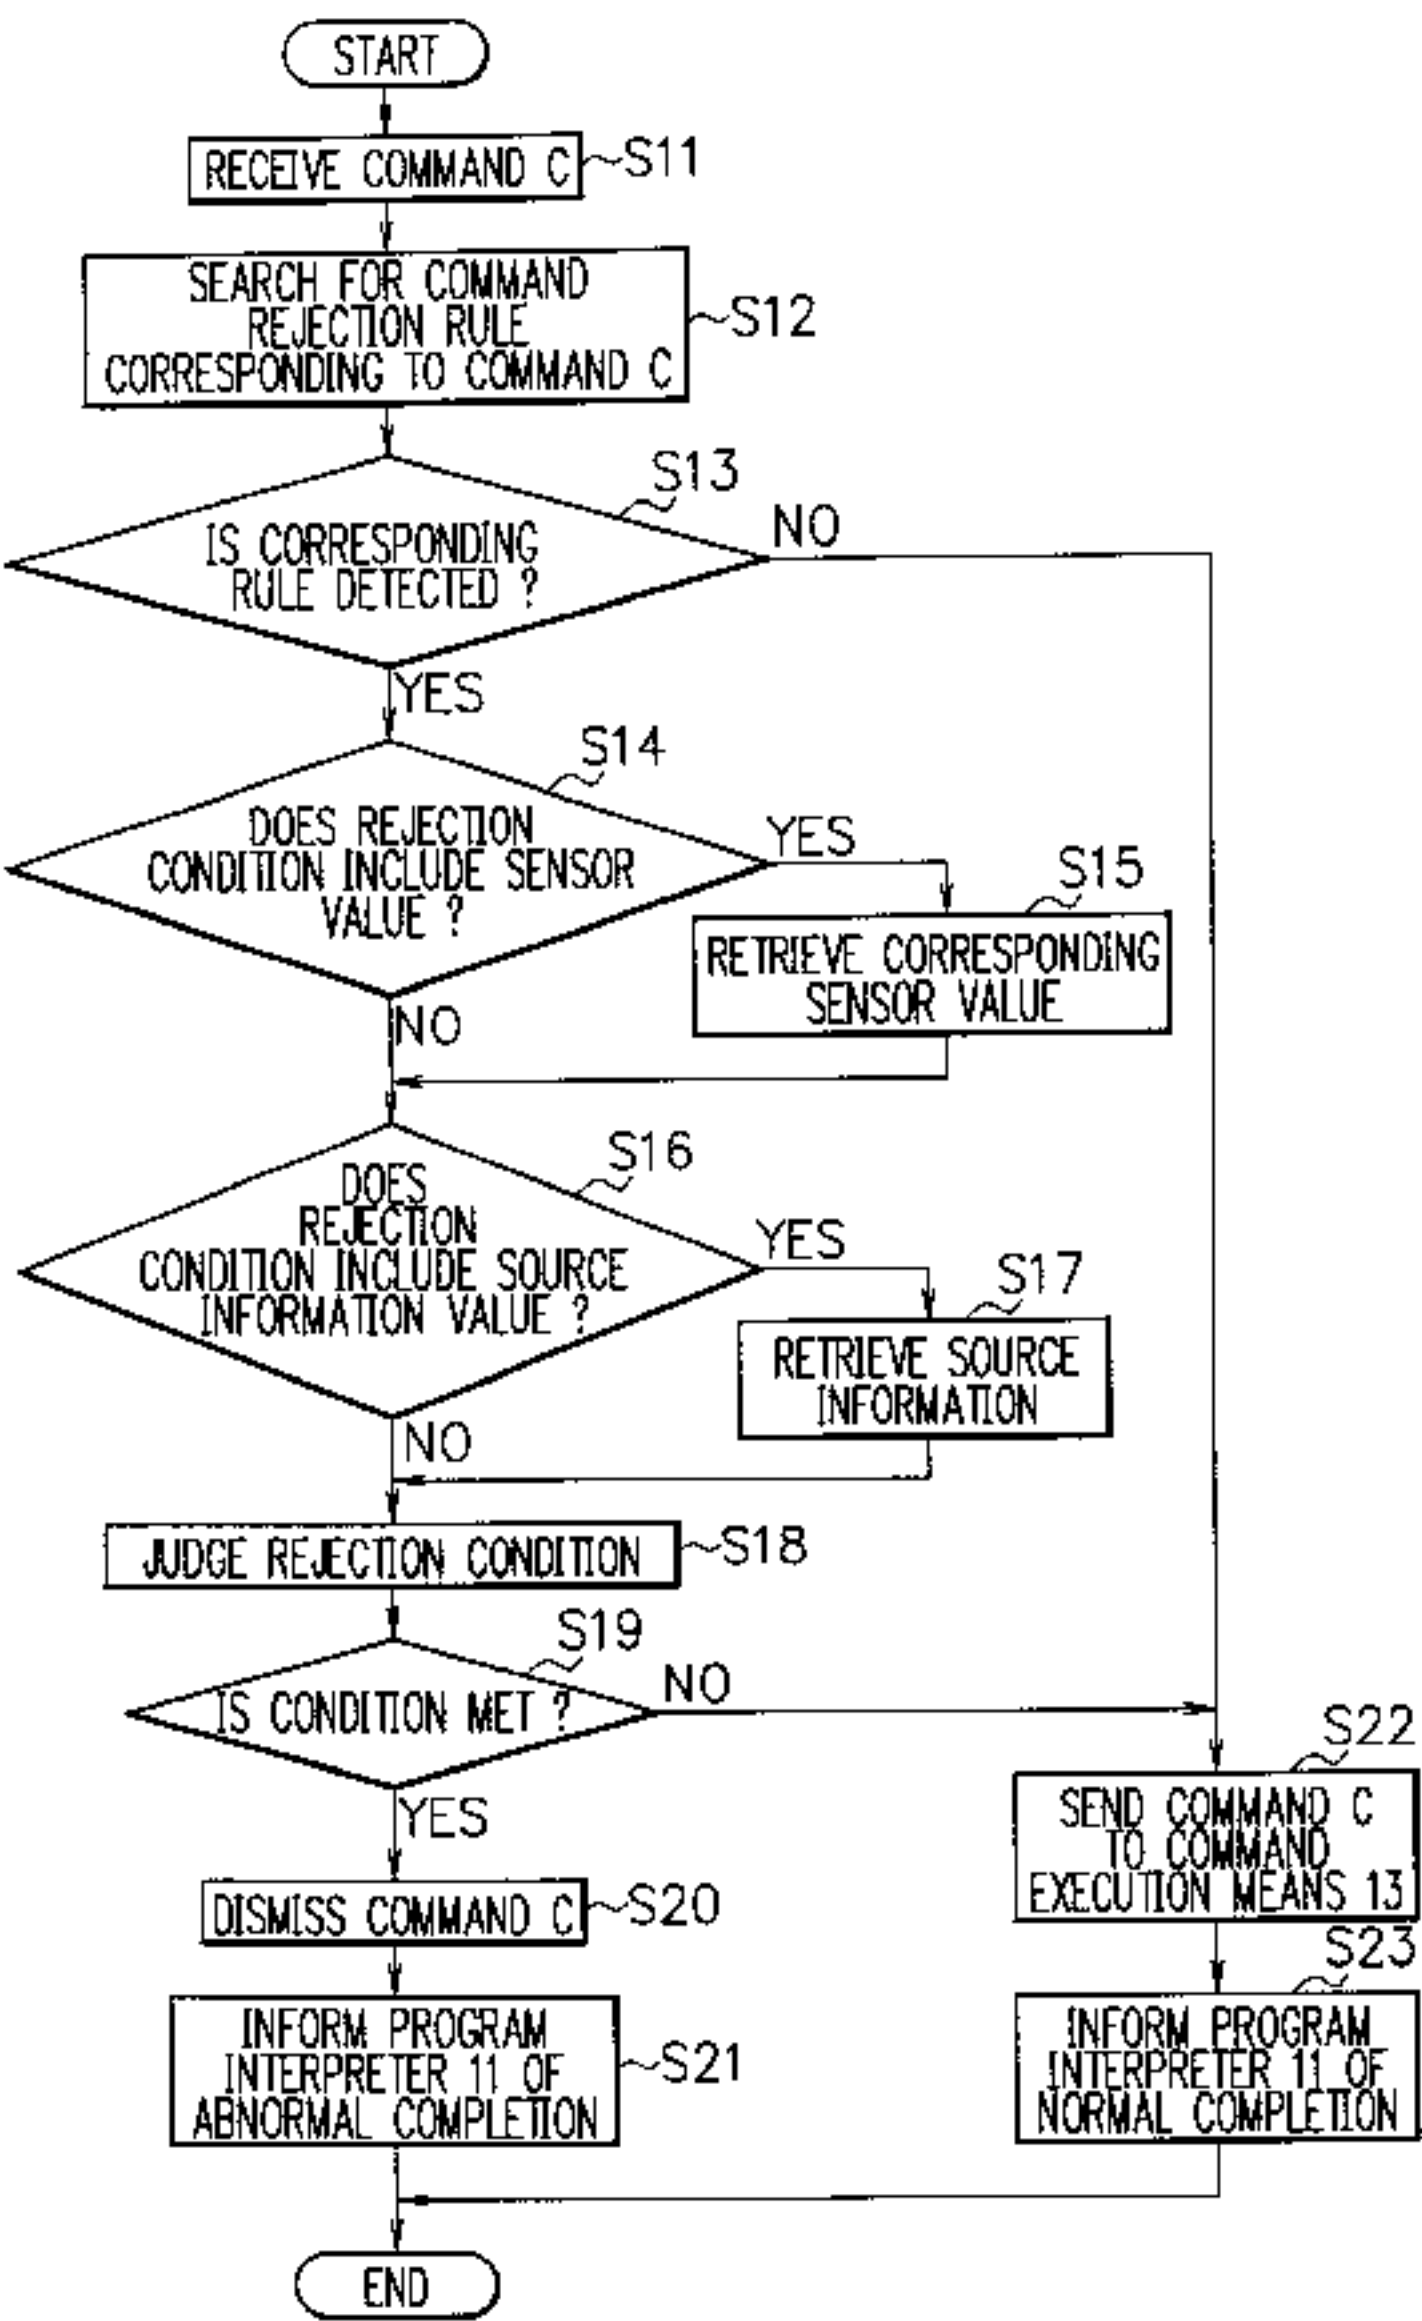 START
RECEIVE COMMAND C
S11
SEARCH FOR COMMAND
REJECTION RULE
CORRESPONDING TO COMMAND C
S12
S13
IS CORRESPONDING
RULE DETECTED ?
NO
YES
S14
DOES REJECTION
CONDITION INCLUDE SENSOR
VALUE ?
YES
S15
RETRIEVE CORRESPONDING
SENSOR VALUE
NO
S16
DOES
REJECTION
CONDITION INCLUDE SOURCE
INFORMATION VALUE ?
YES
S17
RETRIEVE SOURCE
INFORMATION
NO
JUDGE REJECTION CONDITION
S18
S19
IS CONDITION MET ?
NO
YES
S22
SEND COMMAND C
TO COMMAND
EXECUTION MEANS 13
DISMISS COMMAND C
S20
S23
INFORM PROGRAM
INTERPRETER 11 OF
NORMAL COMPLETION
INFORM PROGRAM
INTERPRETER 11 OF
ABNORMAL COMPLETION
S21
END